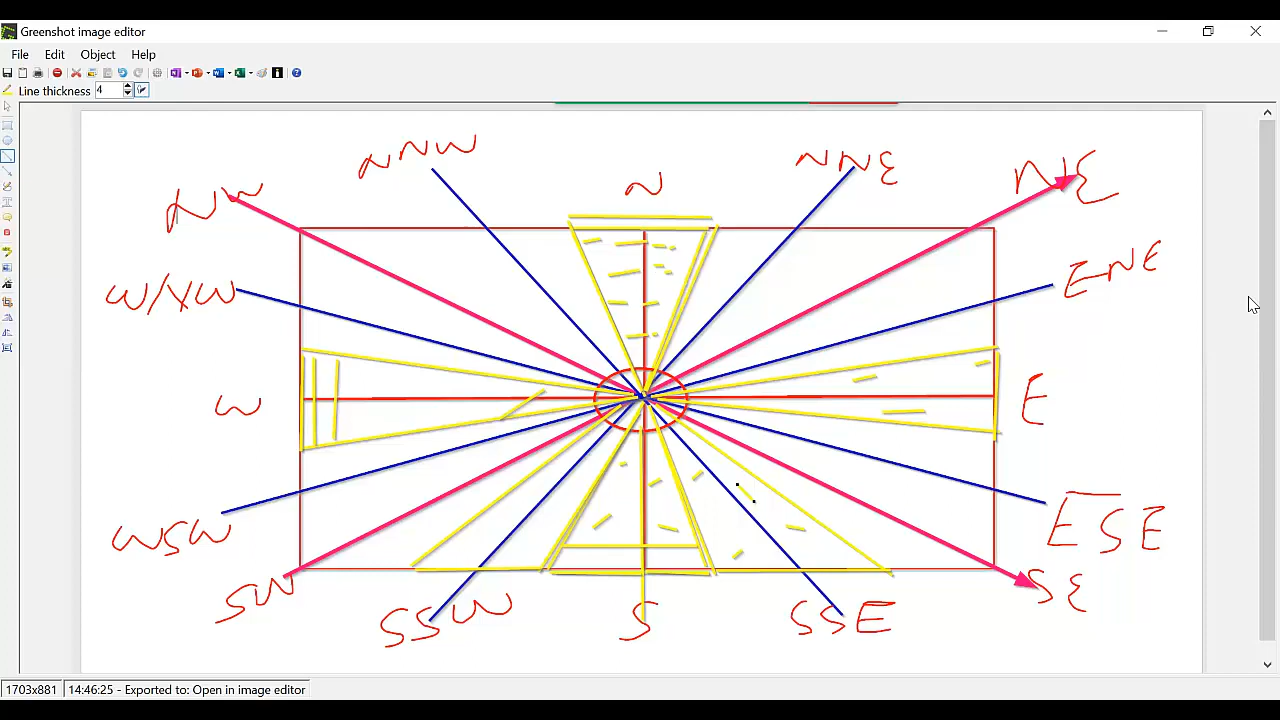 Greenshot image editor
File Edit Object Help
Line thickness 4
NNW
NNE
NW
N
NE
ENE
W
E
WSW
ESE
SW
SE
SSW
S
SSE
1703x881
14:46:25 - Exported to: Open in image editor